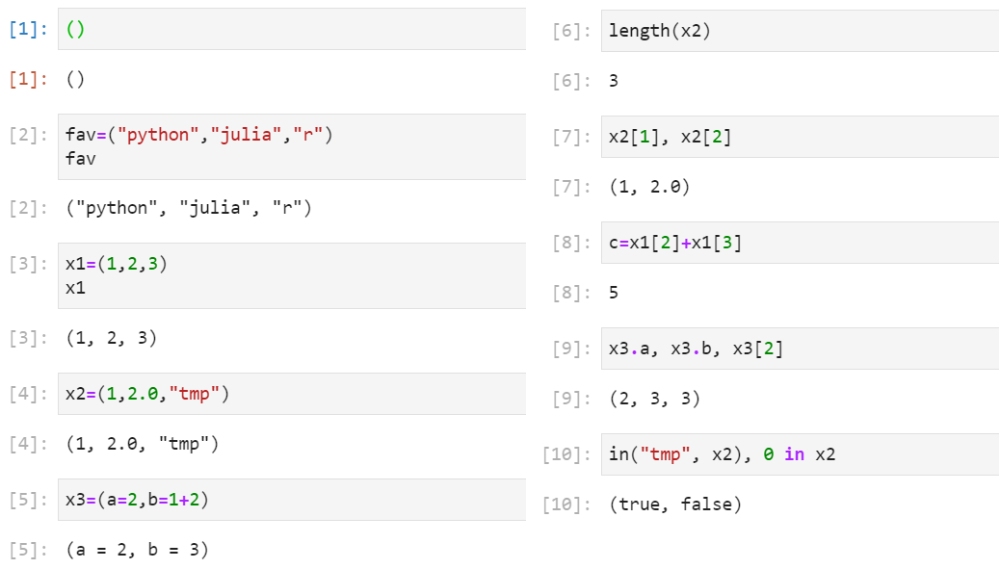 [1]: ()
[1]: ()
[2]: fav=("python","julia","r")
fav
[2]: ("python", "julia", "r")
[3]: x1=(1,2,3)
x1
[3]: (1, 2, 3)
[4]: x2=(1,2.0,"tmp")
[4]: (1, 2.0, "tmp")
[5]: x3=(a=2,b=1+2)
[5]: (a = 2, b = 3)
[6]: length(x2)
[6]: 3
[7]: x2[1], x2[2]
[7]: (1, 2.0)
[8]: c=x1[2]+x1[3]
[8]: 5
[9]: x3.a, x3.b, x3[2]
[9]: (2, 3, 3)
[10]: in("tmp", x2), 0 in x2
[10]: (true, false)